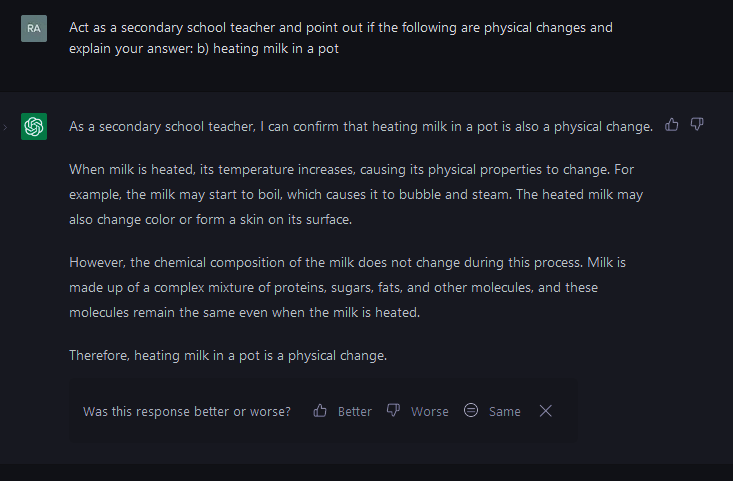 RA
Act as a secondary school teacher and point out if the following are physical changes and
explain your answer: b) heating milk in a pot
As a secondary school teacher, I can confirm that heating milk in a pot is also a physical change.
When milk is heated, its temperature increases, causing its physical properties to change. For
example, the milk may start to boil, which causes it to bubble and steam. The heated milk may
also change color or form a skin on its surface.
However, the chemical composition of the milk does not change during this process. Milk is
made up of a complex mixture of proteins, sugars, fats, and other molecules, and these
molecules remain the same even when the milk is heated.
Therefore, heating milk in a pot is a physical change.
Was this response better or worse? Better Worse Same